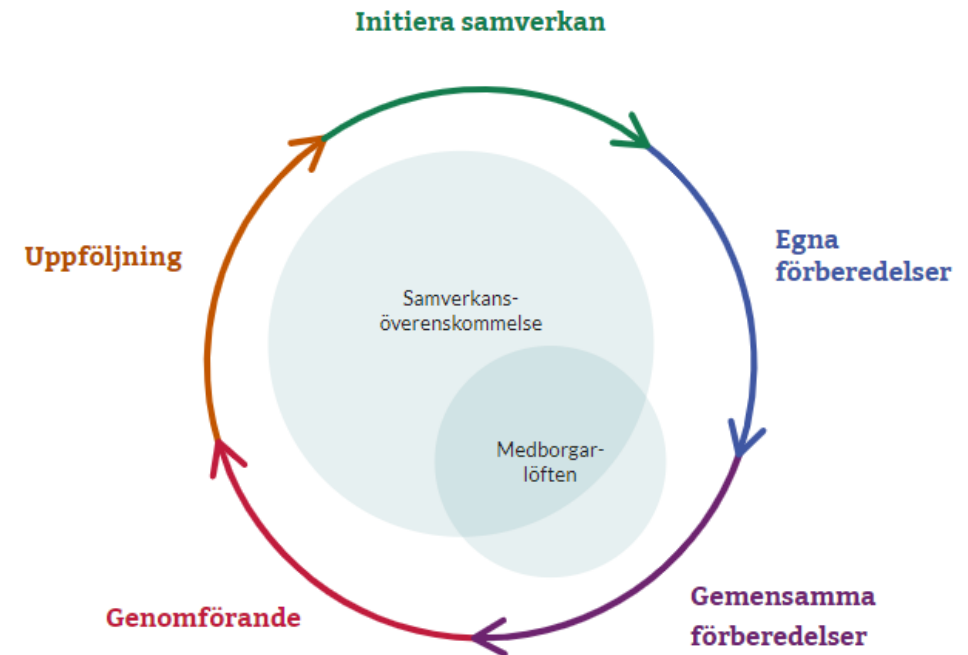 Initiera samverkan
Egna
förberedelser
Uppföljning
Samverkans-
överenskommelse
Medborgar-
löften
Gemensamma
förberedelser
Genomförande